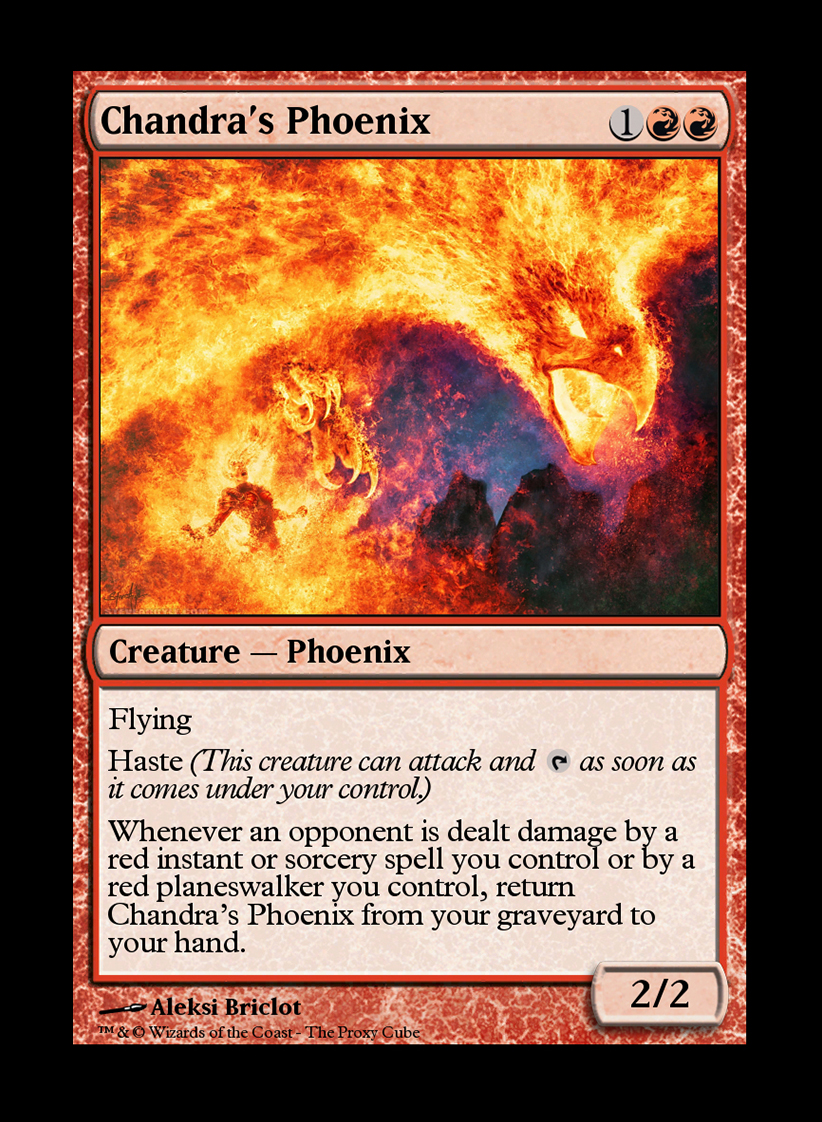 Chandra's Phoenix 1
Creature — Phoenix
Flying
Haste (This creature can attack and as soon as
it comes under your control.)
Whenever an opponent is dealt damage by a
red instant or sorcery spell you control or by a
red planeswalker you control, return
Chandra's Phoenix from your graveyard to
your hand.
2/2
Aleksi Briclot
™ & © Wizards of the Coast - The Proxy Cube